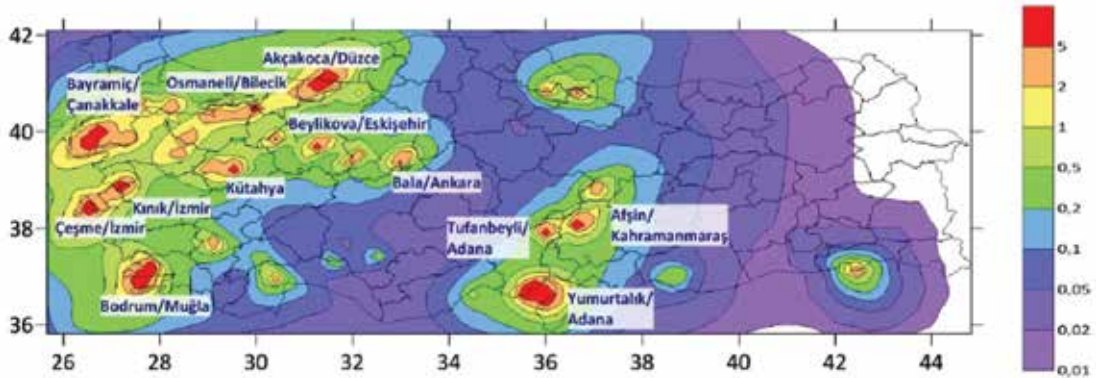 42
40
38
36
26
28
30
32
34
36
38
40
42
44
Akçakoca/Düzce
Osmaneli/Bilecik
Bayramiç/
Çanakkale
Beylikova/Eskişehir
Kütahya
Bala/Ankara
Kınık/İzmir
Çeşme/İzmir
Bodrum/Muğla
Tufanbeyli/
Adana
Afşin/
Kahramanmaraş
Yumurtalık/
Adana
5
2
1
0,5
0,2
0,1
0,05
0,02
0,01